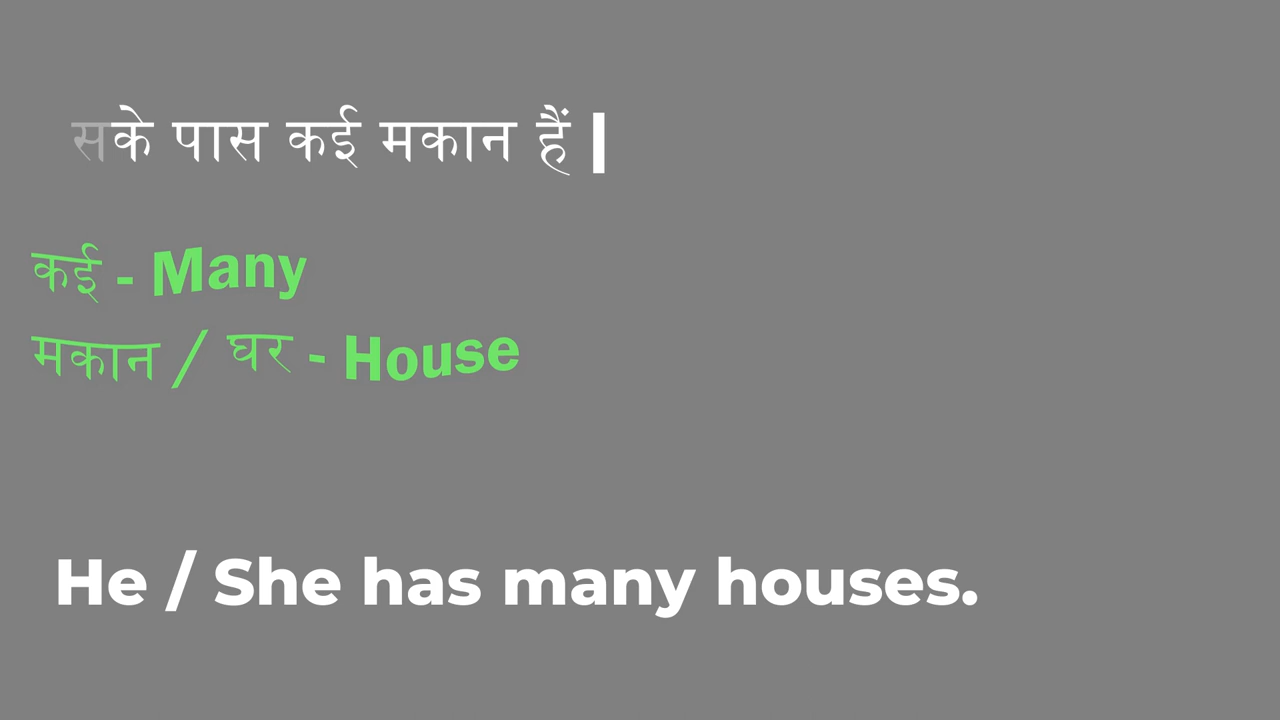 सके पास कई मकान हैं |
कई - Many
मकान / घर - House
He / She has many houses.